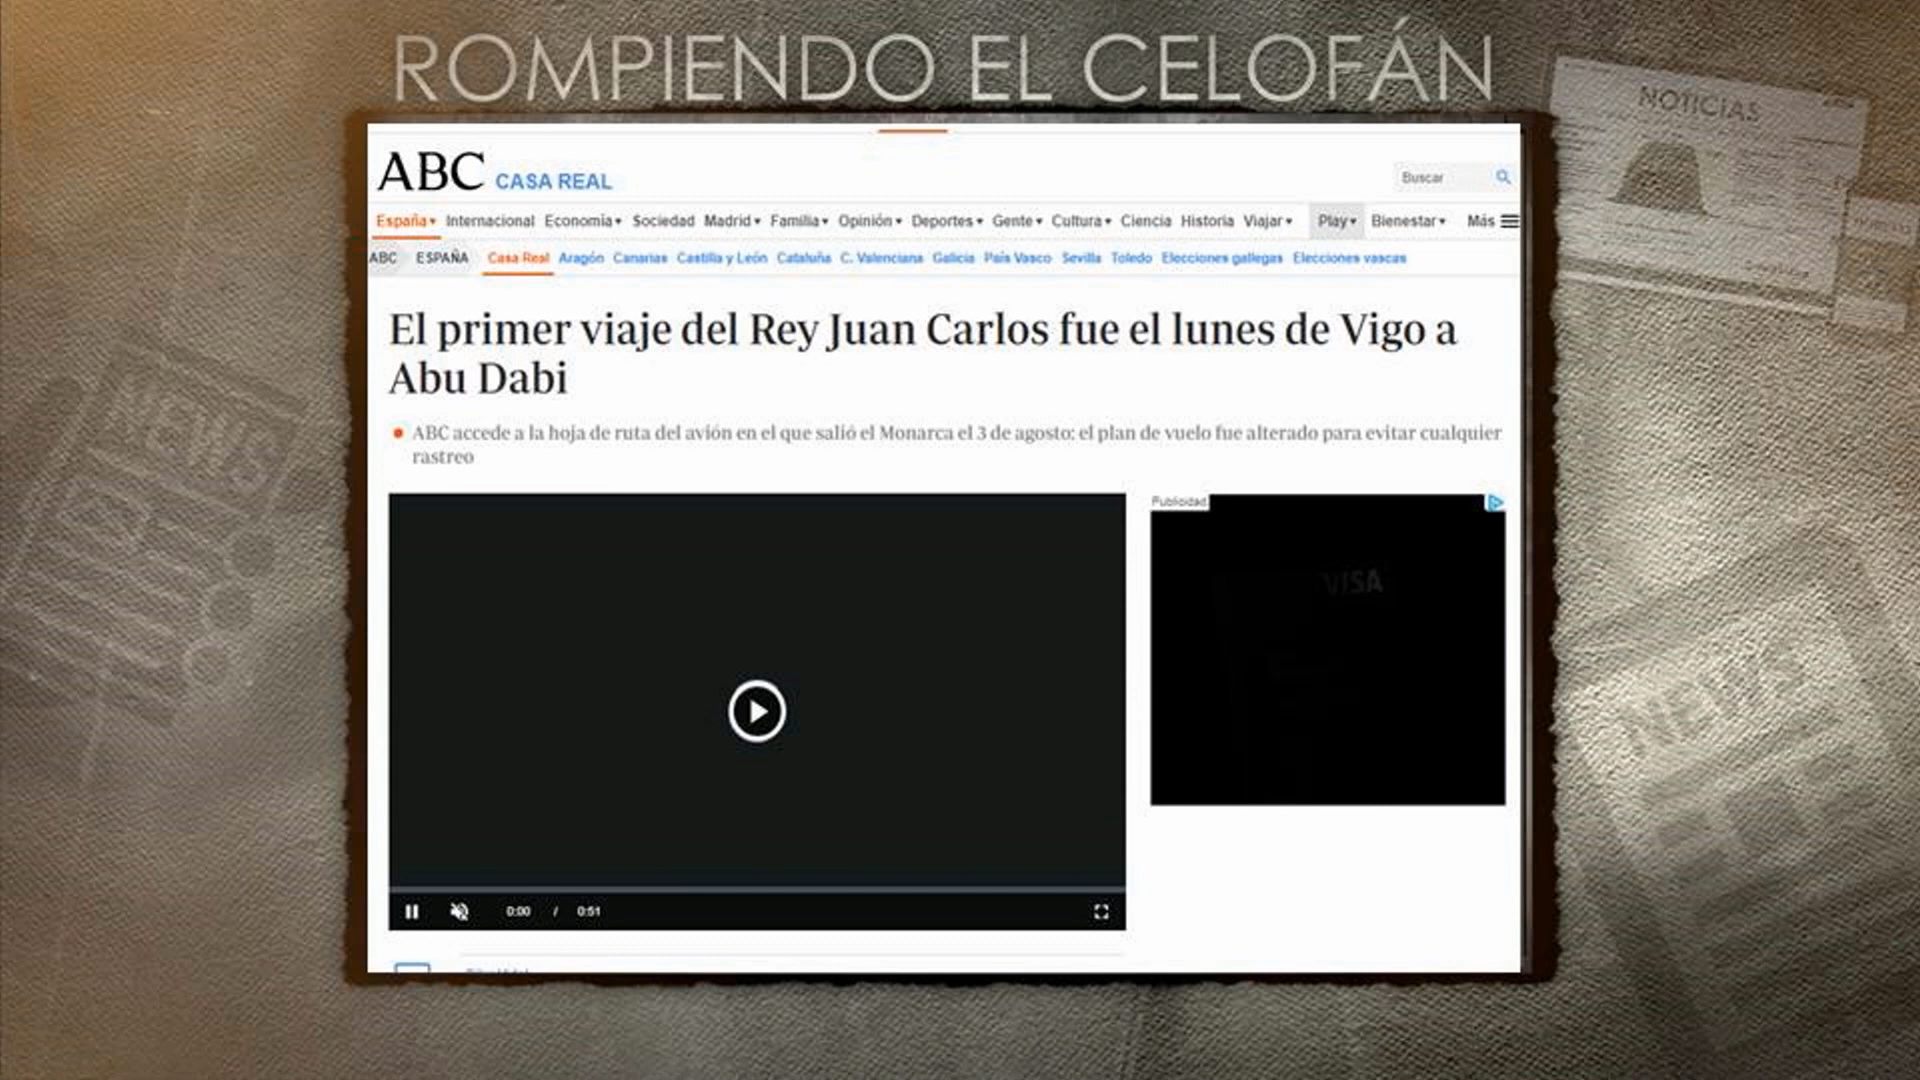 ROMPIENDO EL CELOFÁN
NOTICIAS
ABC CASA REAL
Buscar
España Internacional Economía Sociedad Madrid Familia Opinión Deportes Gente Cultura Ciencia Historia Viajar Play Bienestar Más
ABC ESPAÑA Casa Real Aragón Canarias Castilla y León Cataluña C. Valenciana Galicia País Vasco Sevilla Toledo Elecciones gallegas Elecciones vascas
El primer viaje del Rey Juan Carlos fue el lunes de Vigo a
Abu Dabi
ABC accede a la hoja de ruta del avión en el que salió el Monarca el 3 de agosto: el plan de vuelo fue alterado para evitar cualquier
rastreo
Publicidad
VISA
NEWS
NEWS
0:00 / 0:51